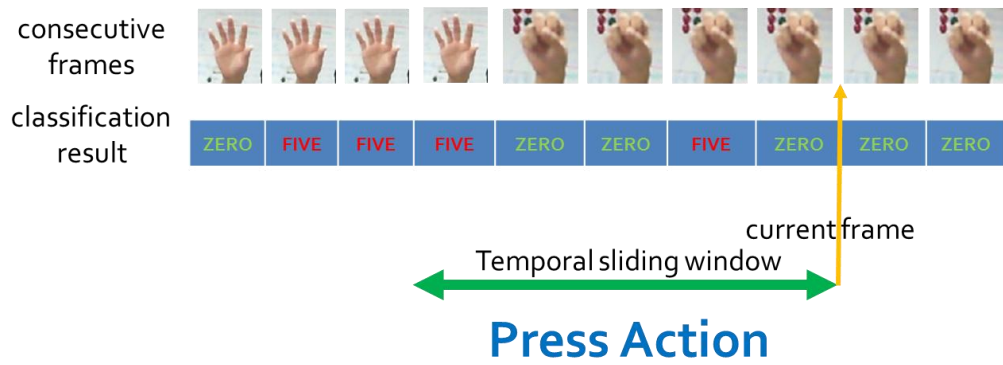 consecutive
frames
classification
result
ZERO FIVE FIVE FIVE ZERO ZERO FIVE ZERO ZERO ZERO
current frame
Temporal sliding window
Press Action